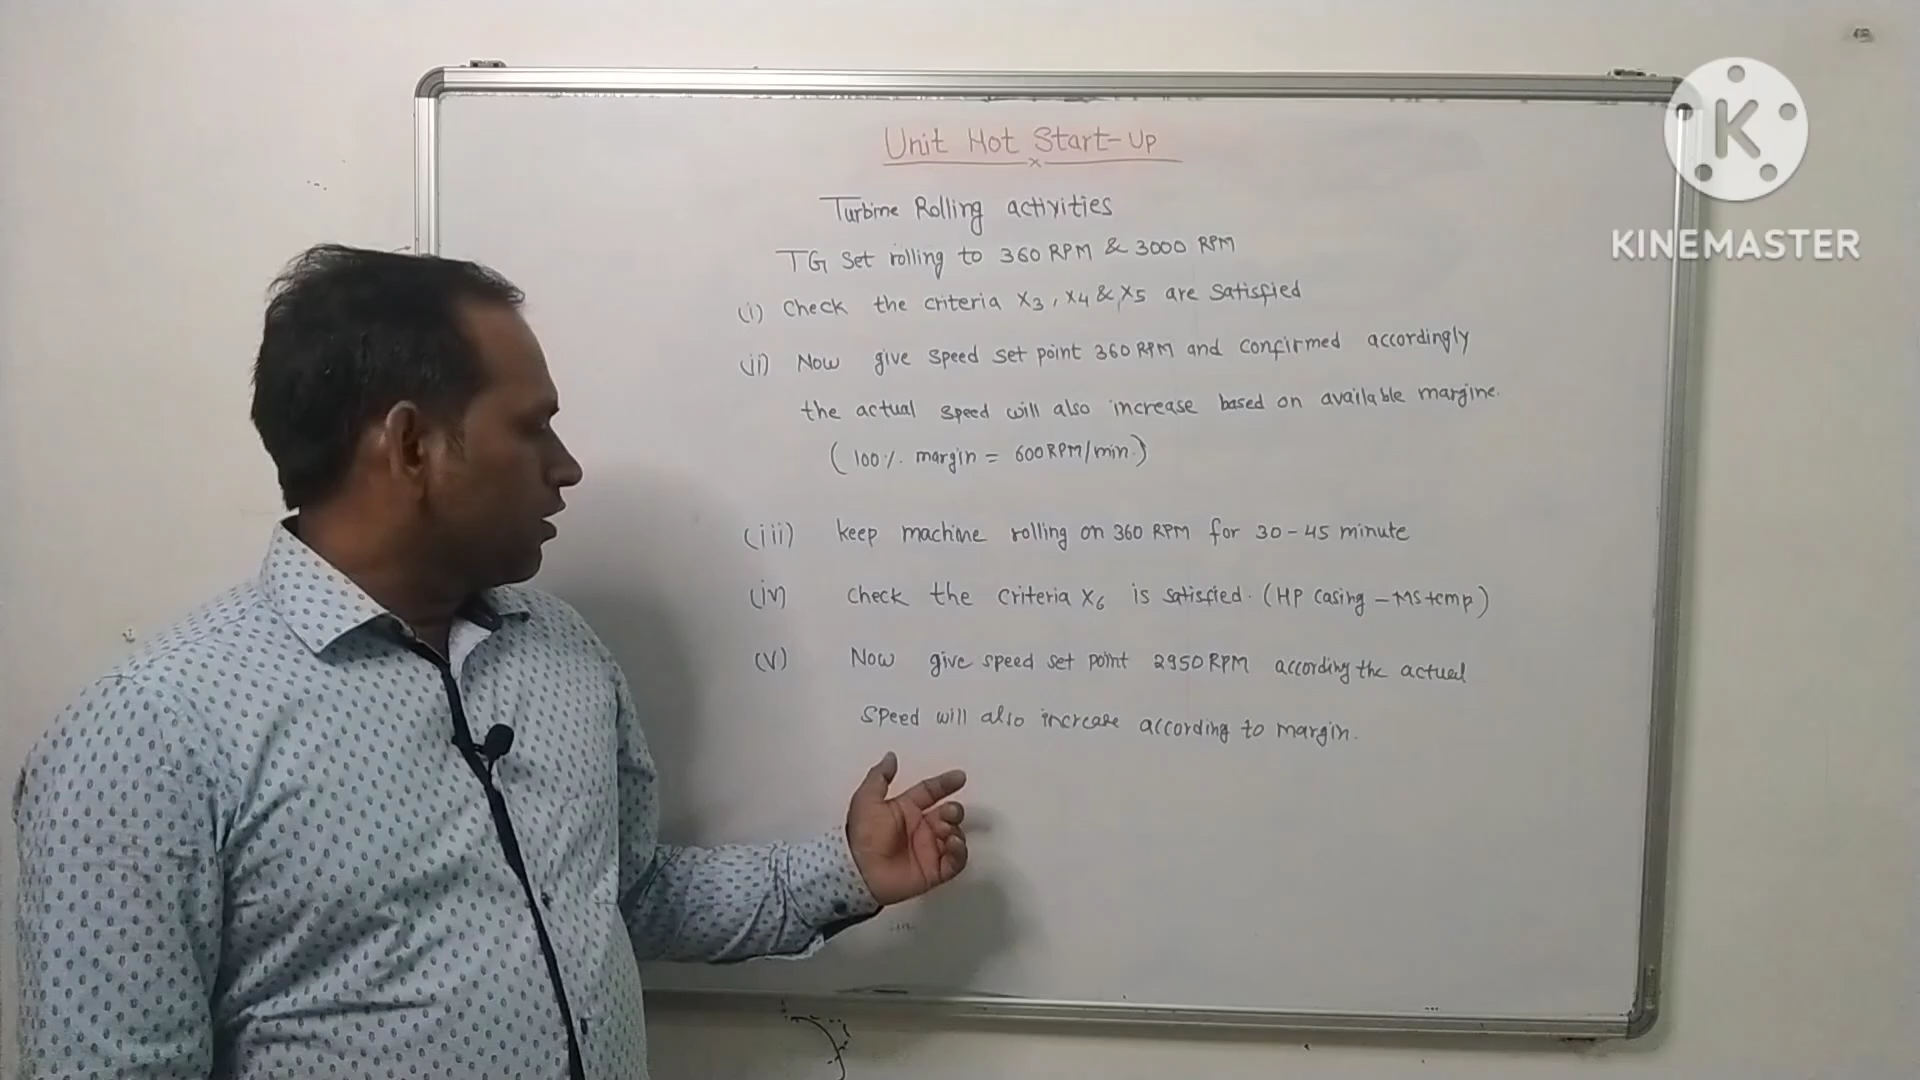 Unit Hot Start-Up
Turbine Rolling activities
TG Set rolling to 360 RPM & 3000 RPM
(i) Check the criteria X3, X4 & X5 are satisfied
(ii) Now give speed set point 360 RPM and confirmed accordingly
the actual speed will also increase based on available margine.
(100% margin = 600 RPM/min.)
(iii) keep machine rolling on 360 RPM for 30-45 minute
(iv) check the criteria X6 is satisfied. (HP casing - MS temp)
(v) Now give speed set point 2950 RPM according the actual
speed will also increase according to margin.
K
KINEMASTER